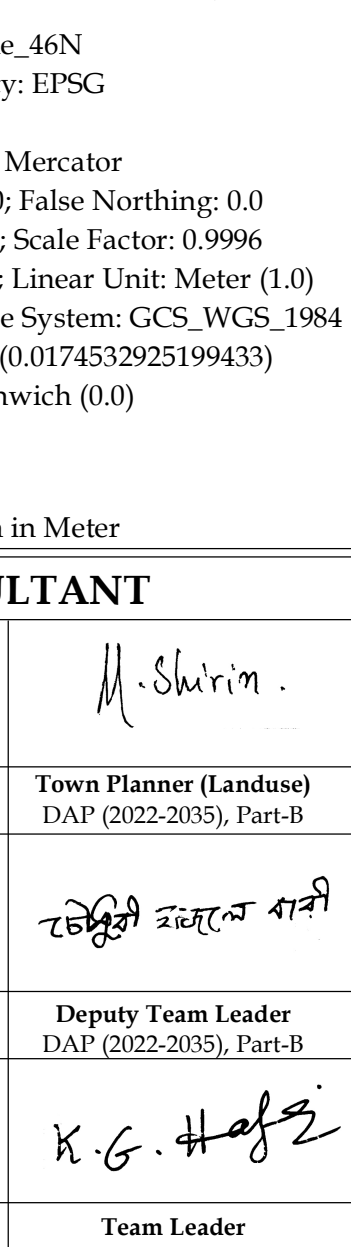 e_46N
y: EPSG
Mercator
0; False Northing: 0.0
; Scale Factor: 0.9996
; Linear Unit: Meter (1.0)
e System: GCS_WGS_1984
(0.0174532925199433)
nwich (0.0)
n in Meter
ULTANT
M. Shirin.
Town Planner (Landuse)
DAP (2022-2035), Part-B
চৌধুরী
Deputy Team Leader
DAP (2022-2035), Part-B
K. G. Hafiz
Team Leader